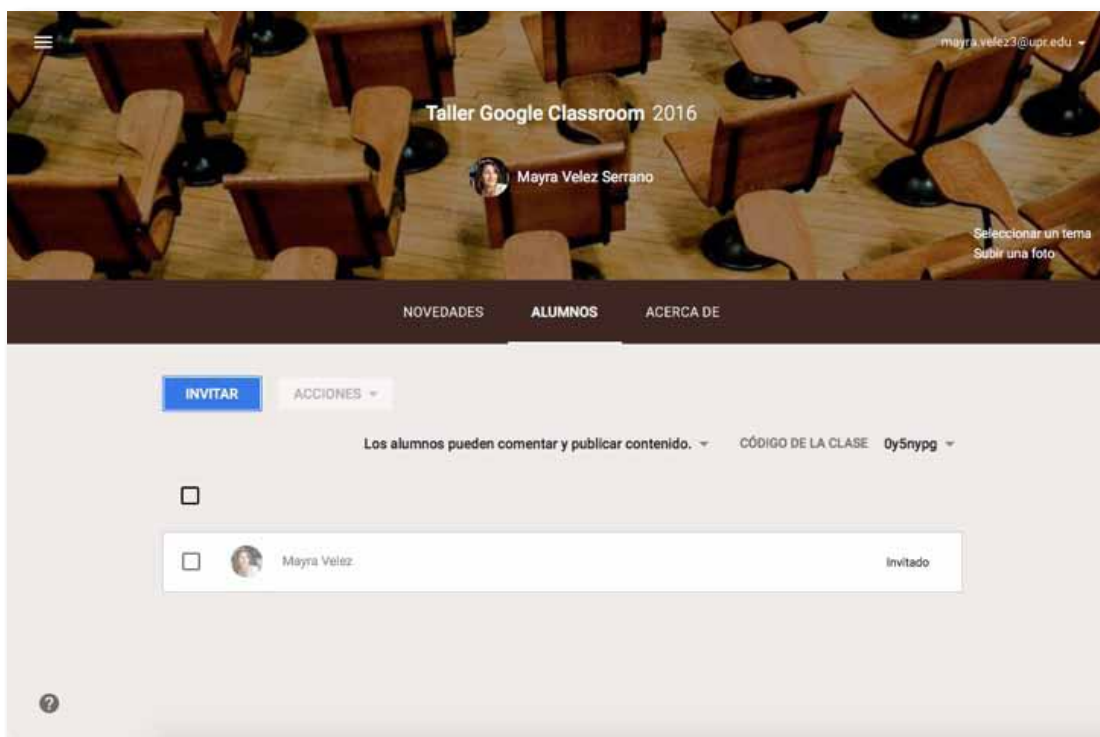 mayra.velez3@upr.edu
Taller Google Classroom 2016
Mayra Velez Serrano
Seleccionar un tema
Subir una foto
NOVEDADES ALUMNOS ACERCA DE
INVITAR ACCIONES
Los alumnos pueden comentar y publicar contenido. CÓDIGO DE LA CLASE 0y5nypg
Mayra Velez Invitado